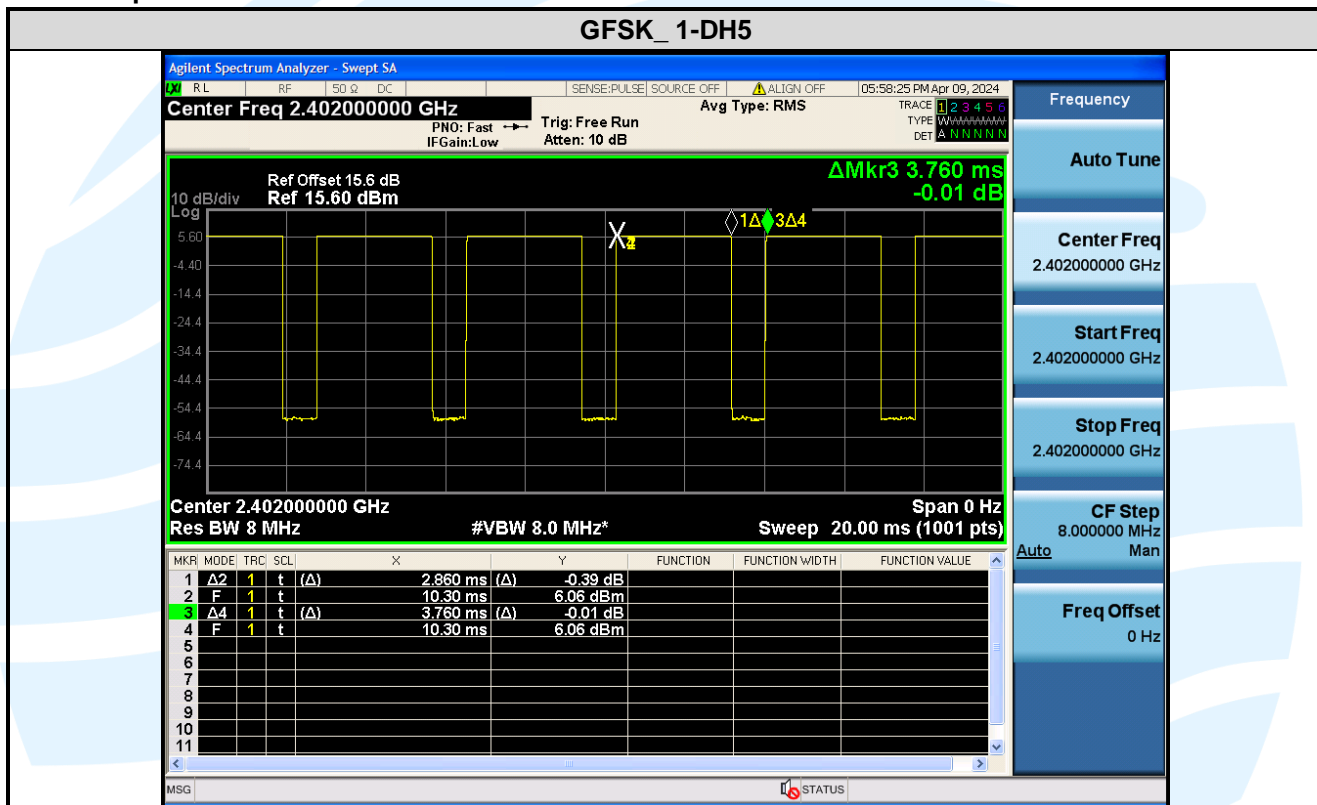 GFSK_ 1-DH5
Agilent Spectrum Analyzer - Swept SA
LXI RL RF 50 Ω DC SENSE:PULSE SOURCE OFF ALIGN OFF 05:58:25 PM Apr 09, 2024
Center Freq 2.402000000 GHz
PNO: Fast
IFGain:Low
Trig: Free Run
Atten: 10 dB
Avg Type: RMS
TRACE 1 2 3 4 5 6
TYPE WWWWWW
DET A N N N N N
ΔMkr3 3.760 ms
-0.01 dB
Ref Offset 15.6 dB
10 dB/div Ref 15.60 dBm
Log
1Δ 3Δ4
5.60
-4.40
-14.4
-24.4
-34.4
-44.4
-54.4
-64.4
-74.4
Center 2.402000000 GHz Span 0 Hz
Res BW 8 MHz #VBW 8.0 MHz* Sweep 20.00 ms (1001 pts)
MKR MODE TRC SCL X Y FUNCTION FUNCTION WIDTH FUNCTION VALUE
1 Δ2 1 t (Δ) 2.860 ms (Δ) -0.39 dB
2 F 1 t 10.30 ms 6.06 dBm
3 Δ4 1 t (Δ) 3.760 ms (Δ) -0.01 dB
4 F 1 t 10.30 ms 6.06 dBm
5
6
7
8
9
10
11
MSG STATUS
Frequency
Auto Tune
Center Freq
2.402000000 GHz
Start Freq
2.402000000 GHz
Stop Freq
2.402000000 GHz
CF Step
8.000000 MHz
Auto Man
Freq Offset
0 Hz